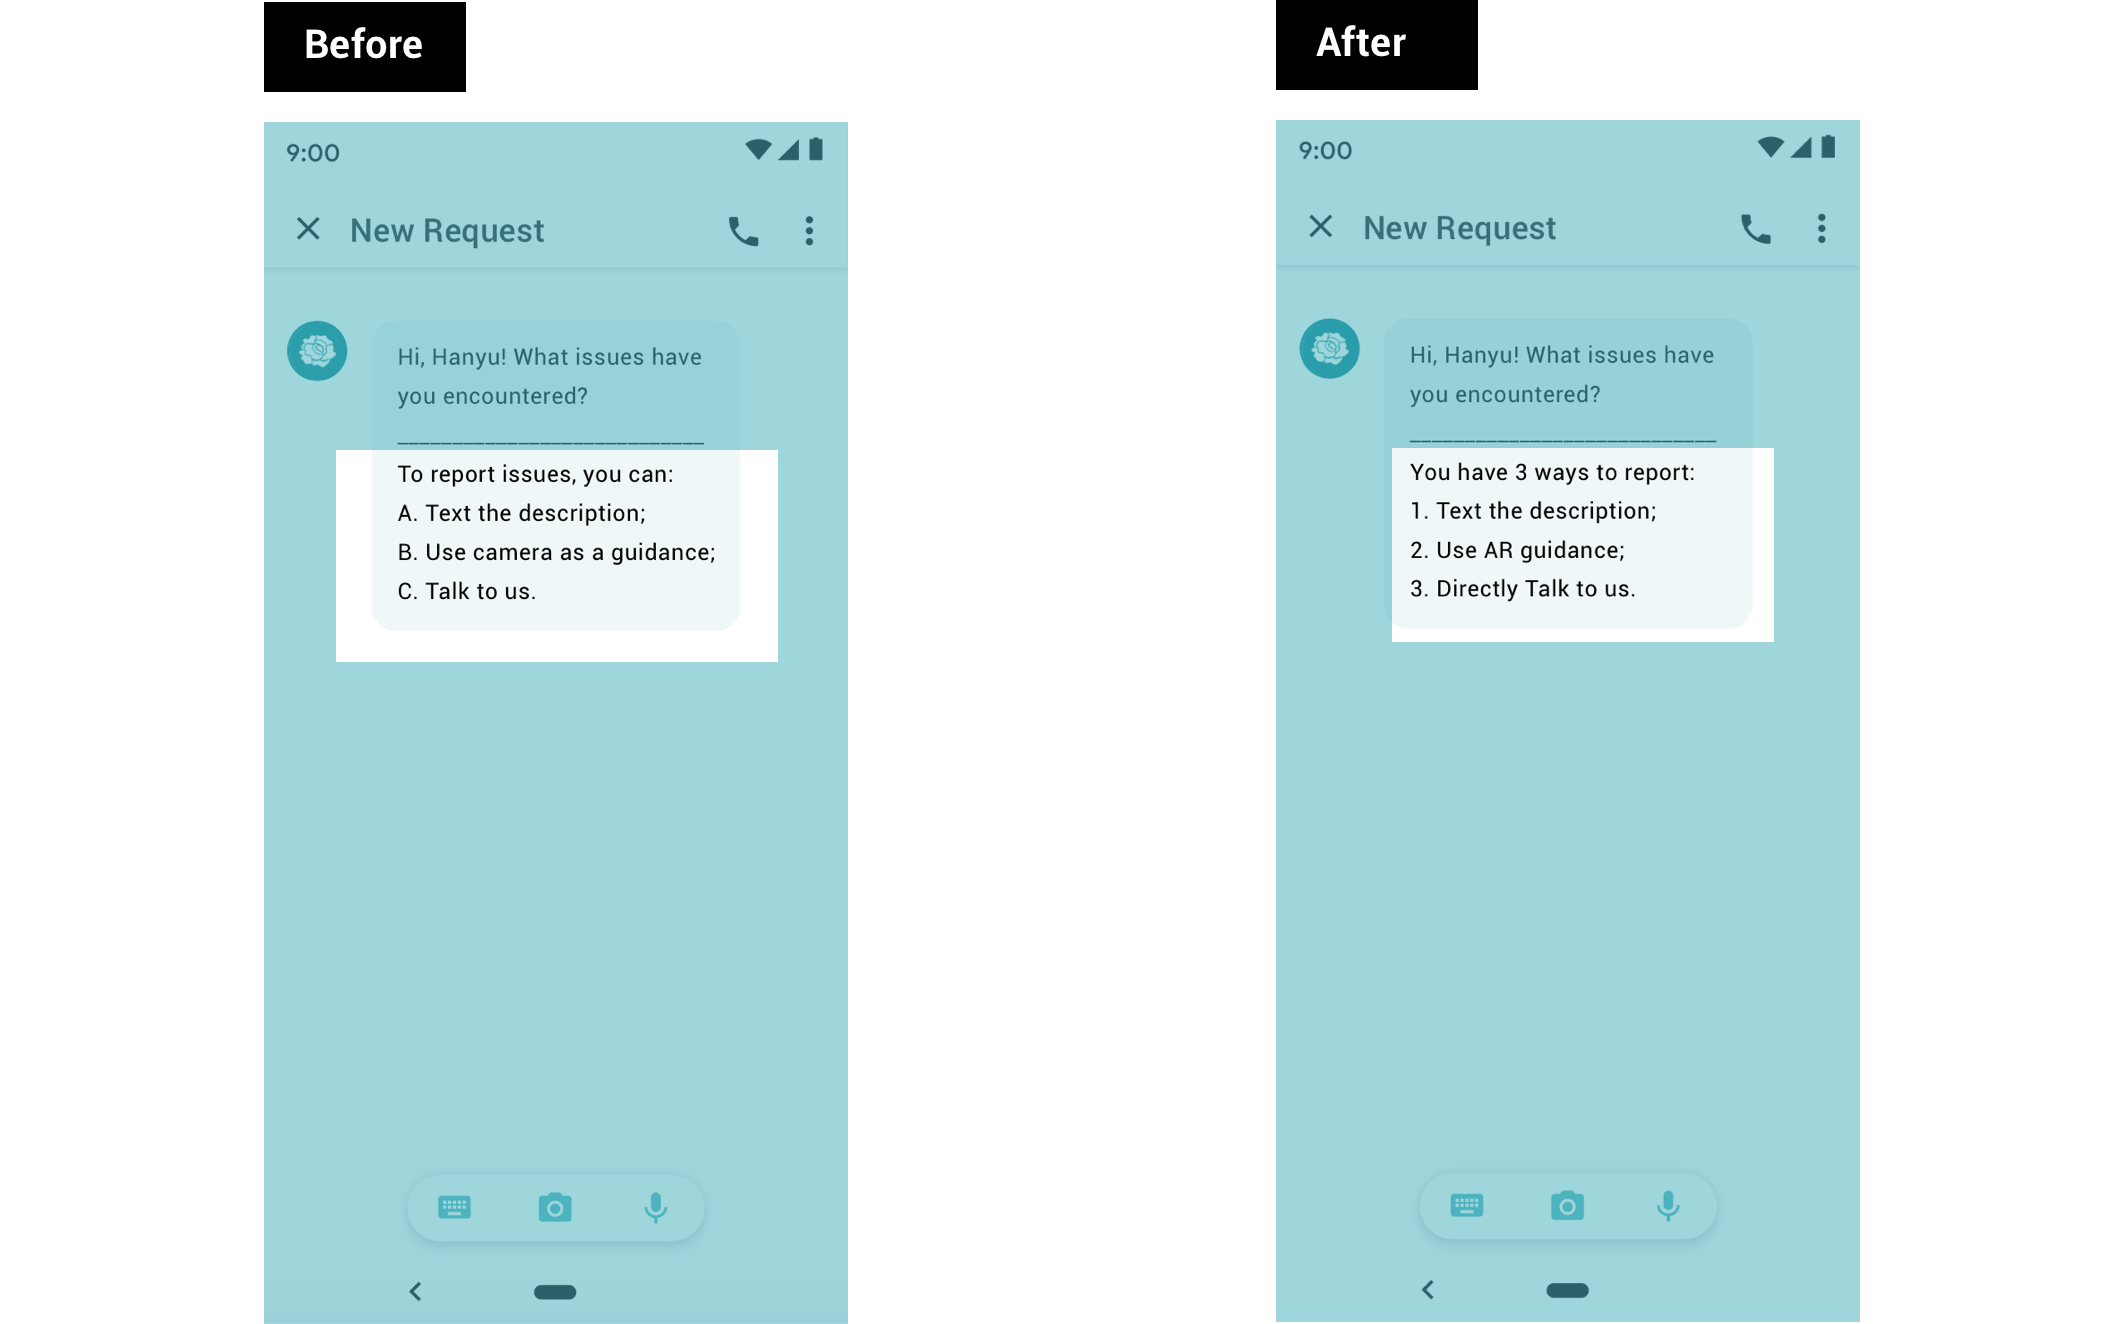 Before
9:00
New Request
Hi, Hanyu! What issues have
you encountered?
____________________________
To report issues, you can:
A. Text the description;
B. Use camera as a guidance;
C. Talk to us.
After
9:00
New Request
Hi, Hanyu! What issues have
you encountered?
____________________________
You have 3 ways to report:
1. Text the description;
2. Use AR guidance;
3. Directly Talk to us.